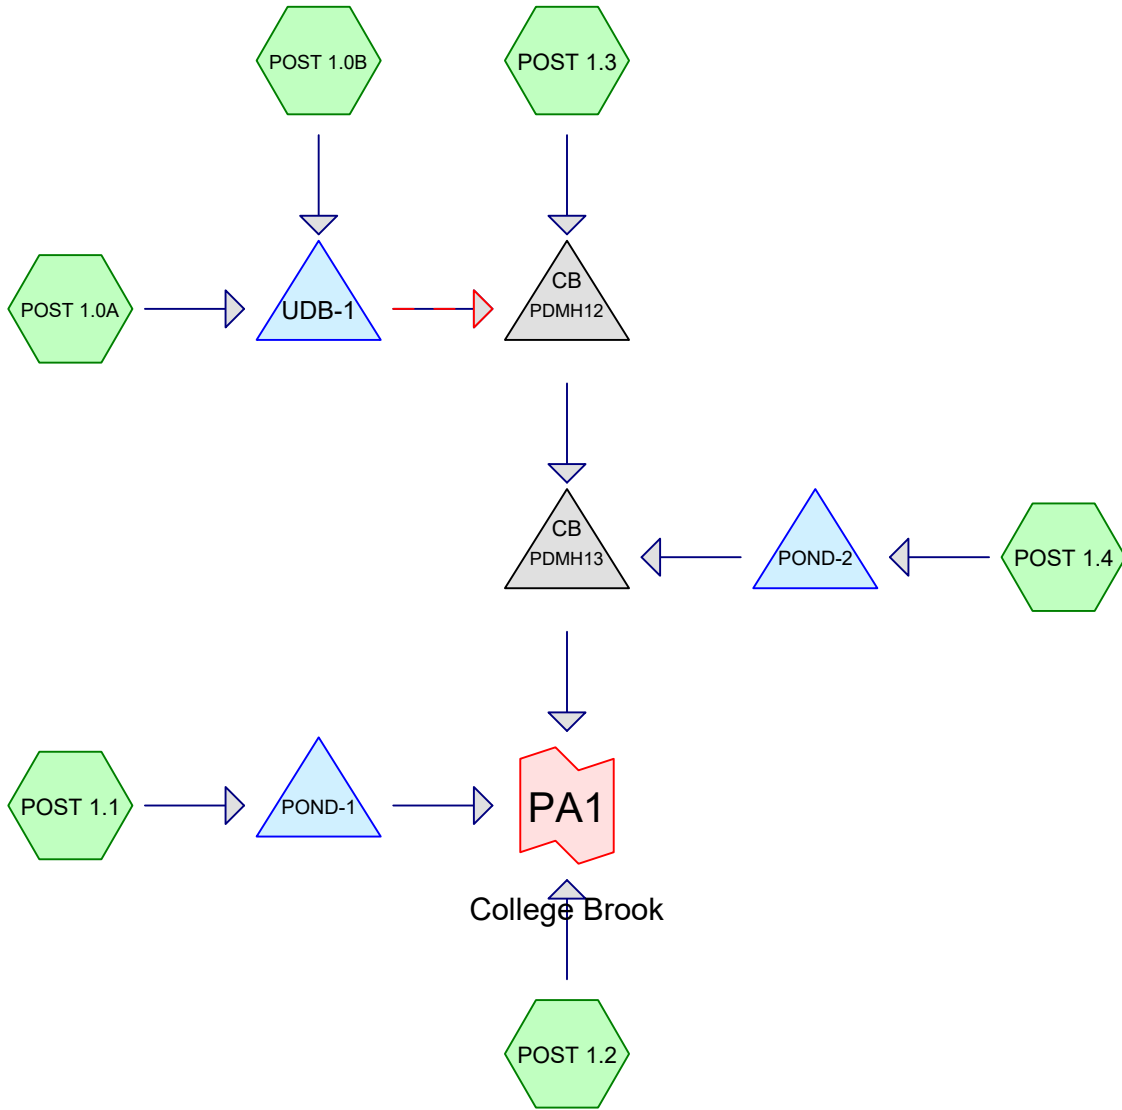 POST 1.0B
POST 1.3
POST 1.0A
UDB-1
CB
PDMH12
CB
PDMH13
POND-2
POST 1.4
POST 1.1
POND-1
PA1
College Brook
POST 1.2